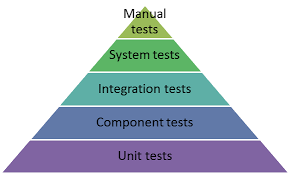 Manual
tests
System tests
Integration tests
Component tests
Unit tests